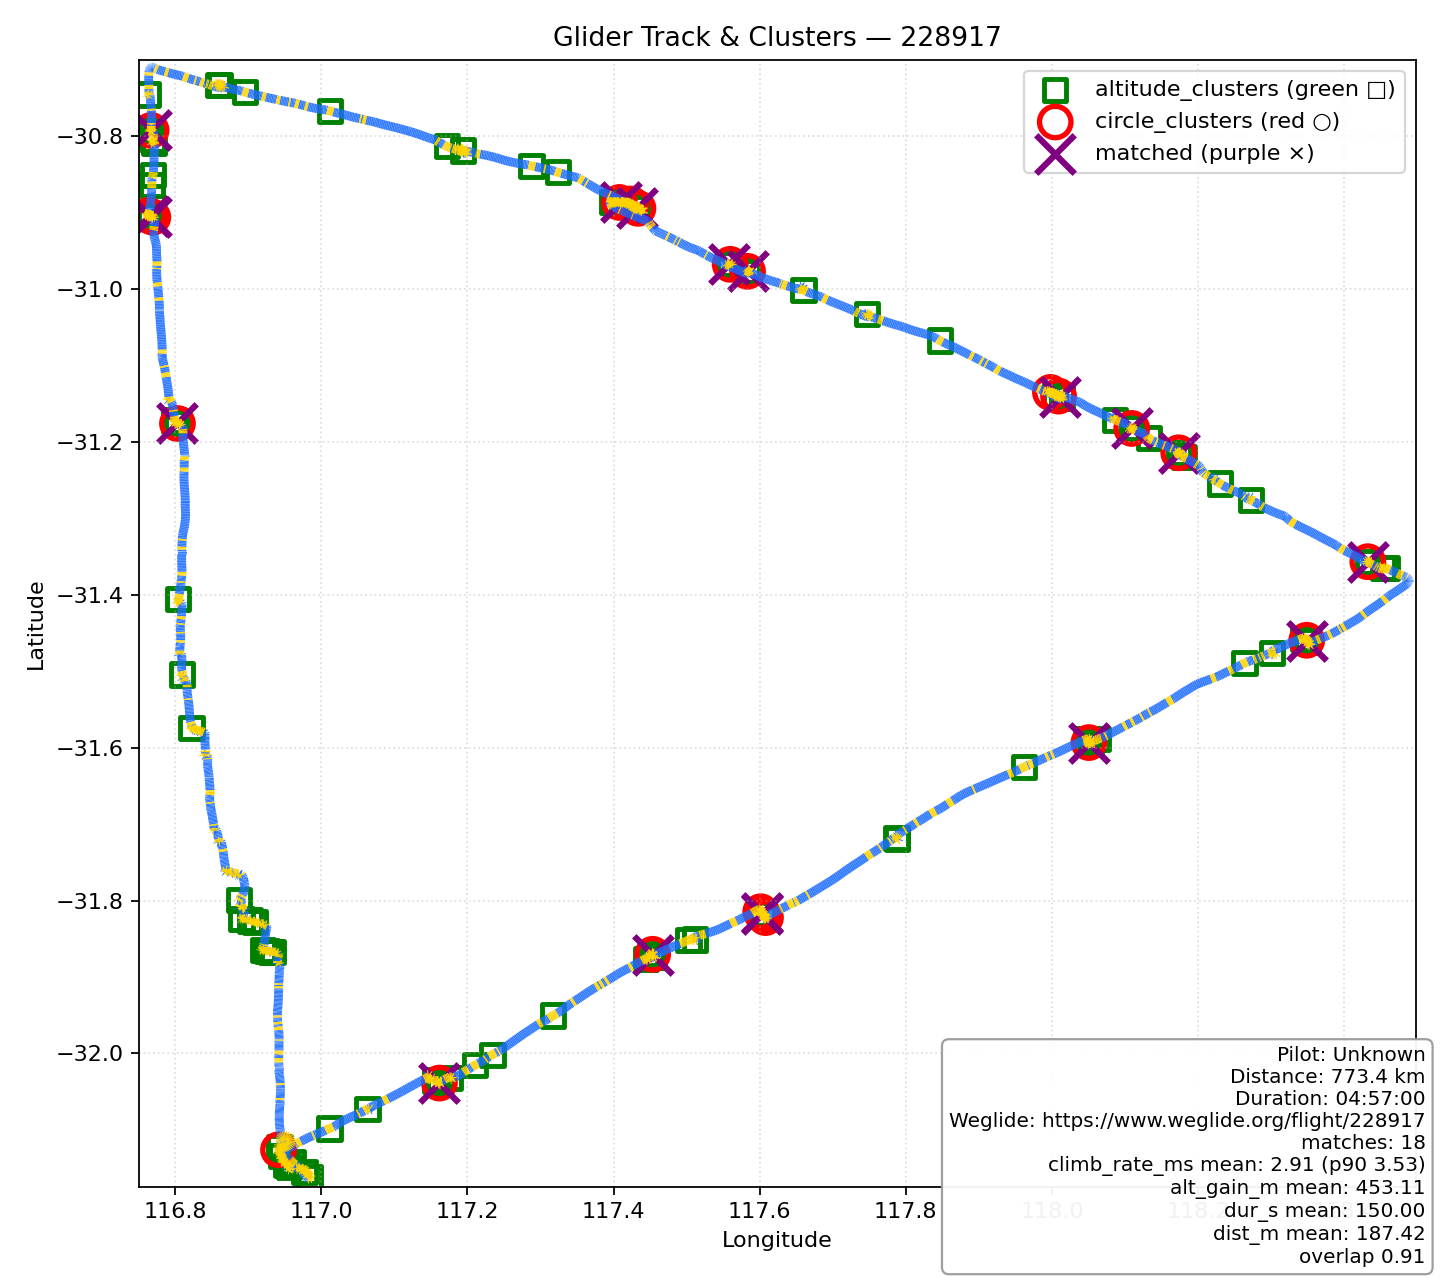 Glider Track & Clusters — 228917
altitude_clusters (green □)
circle_clusters (red ○)
matched (purple ×)
Latitude
−30.8
−31.0
−31.2
−31.4
−31.6
−31.8
−32.0
116.8 117.0 117.2 117.4 117.6 117.8 118.0 118.2
Longitude
Pilot: Unknown
Distance: 773.4 km
Duration: 04:57:00
Weglide: https://www.weglide.org/flight/228917
matches: 18
climb_rate_ms mean: 2.91 (p90 3.53)
alt_gain_m mean: 453.11
dur_s mean: 150.00
dist_m mean: 187.42
overlap 0.91